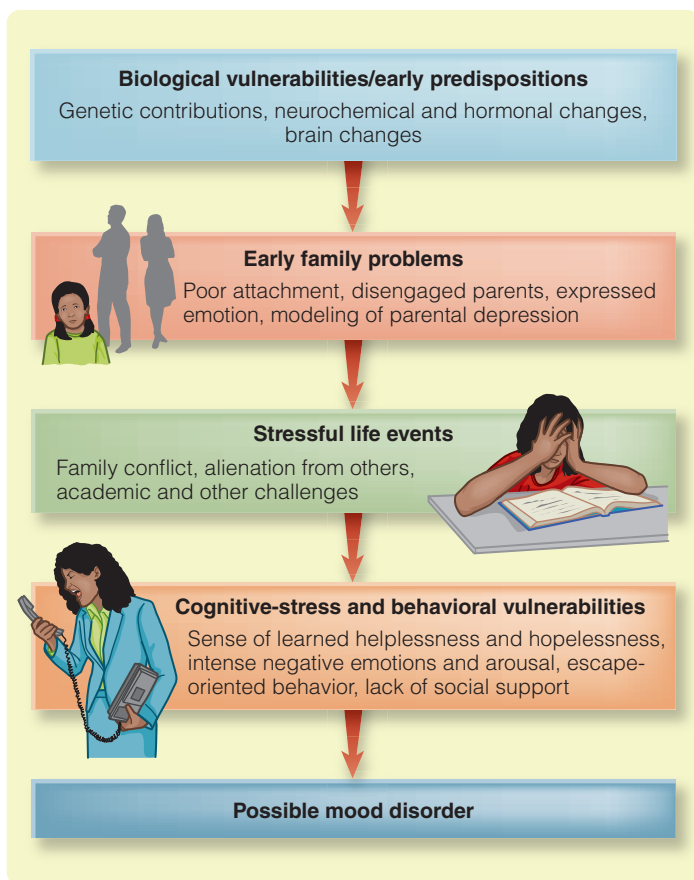 Biological vulnerabilities/early predispositions
Genetic contributions, neurochemical and hormonal changes,
brain changes
Early family problems
Poor attachment, disengaged parents, expressed
emotion, modeling of parental depression
Stressful life events
Family conflict, alienation from others,
academic and other challenges
Cognitive-stress and behavioral vulnerabilities
Sense of learned helplessness and hopelessness,
intense negative emotions and arousal, escape-
oriented behavior, lack of social support
Possible mood disorder